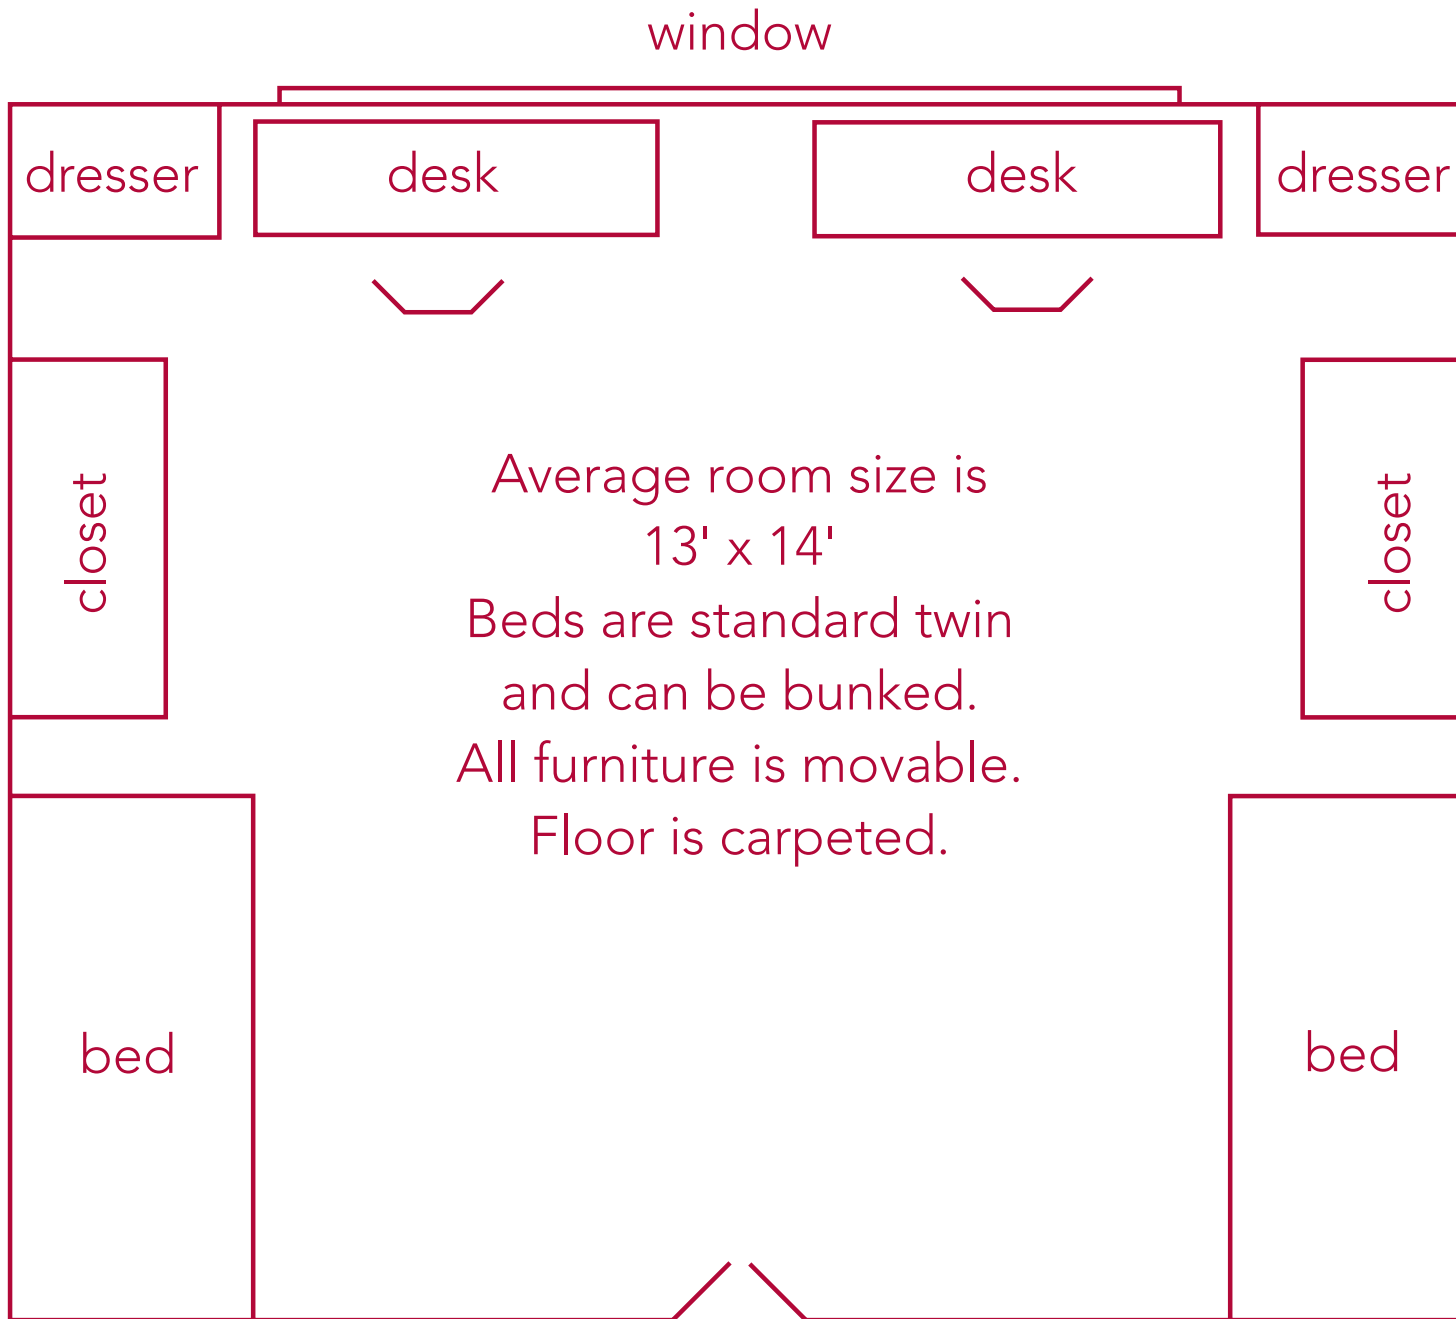 window
dresser
desk
desk
dresser
closet
closet
Average room size is
13' x 14'
Beds are standard twin
and can be bunked.
All furniture is movable.
Floor is carpeted.
bed
bed